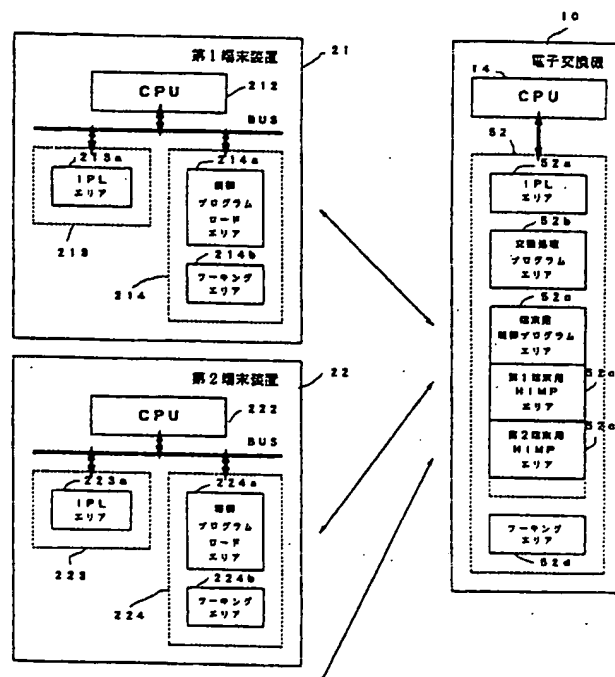 第1端末装置
21
CPU
212
BUS
213a
IPL
エリア
213
214a
制御
プログラム
ロード
エリア
214b
ワーキング
エリア
214
第2端末装置
22
CPU
222
BUS
223a
IPL
エリア
223
224a
制御
プログラム
ロード
エリア
224b
ワーキング
エリア
224
10
電子交換機
14
CPU
52
52a
IPL
エリア
52b
交換処理
プログラム
エリア
端末用
制御プログラム
エリア
第1端末用
エリア
第2端末用
エリア
ワーキング
エリア
52d